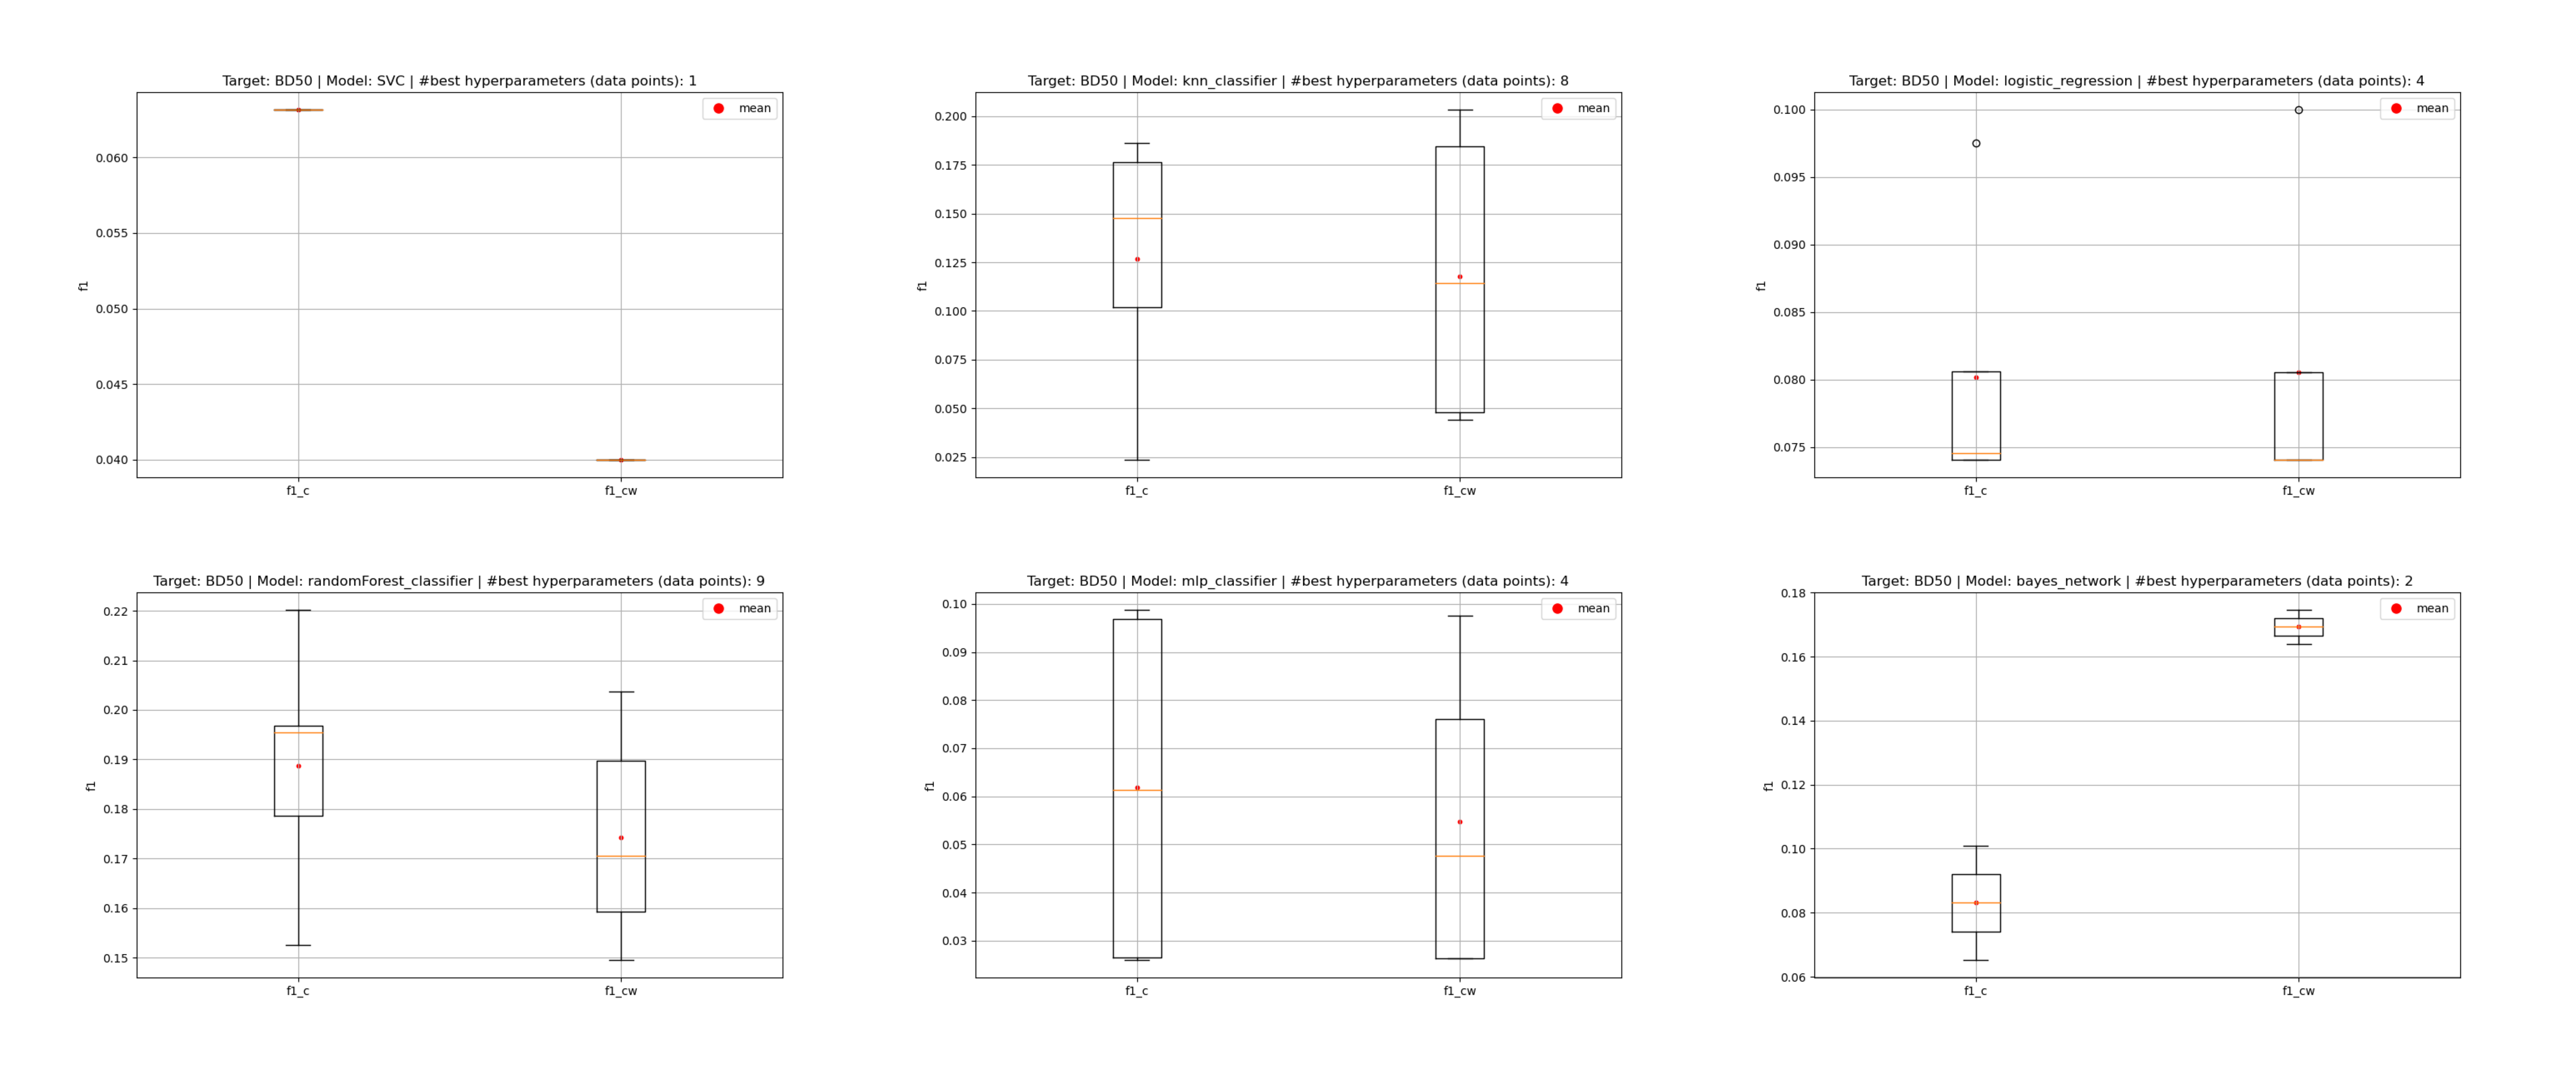 Target: BD50 | Model: SVC | #best hyperparameters (data points): 1
mean
0.060
0.055
0.050
0.045
0.040
f1
f1_c
f1_cw
Target: BD50 | Model: knn_classifier | #best hyperparameters (data points): 8
mean
0.200
0.175
0.150
0.125
0.100
0.075
0.050
0.025
f1
f1_c
f1_cw
Target: BD50 | Model: logistic_regression | #best hyperparameters (data points): 4
mean
0.100
0.095
0.090
0.085
0.080
0.075
f1
f1_c
f1_cw
Target: BD50 | Model: randomForest_classifier | #best hyperparameters (data points): 9
mean
0.22
0.21
0.20
0.19
0.18
0.17
0.16
0.15
f1
f1_c
f1_cw
Target: BD50 | Model: mlp_classifier | #best hyperparameters (data points): 4
mean
0.10
0.09
0.08
0.07
0.06
0.05
0.04
0.03
f1
f1_c
f1_cw
Target: BD50 | Model: bayes_network | #best hyperparameters (data points): 2
mean
0.18
0.16
0.14
0.12
0.10
0.08
0.06
f1
f1_c
f1_cw